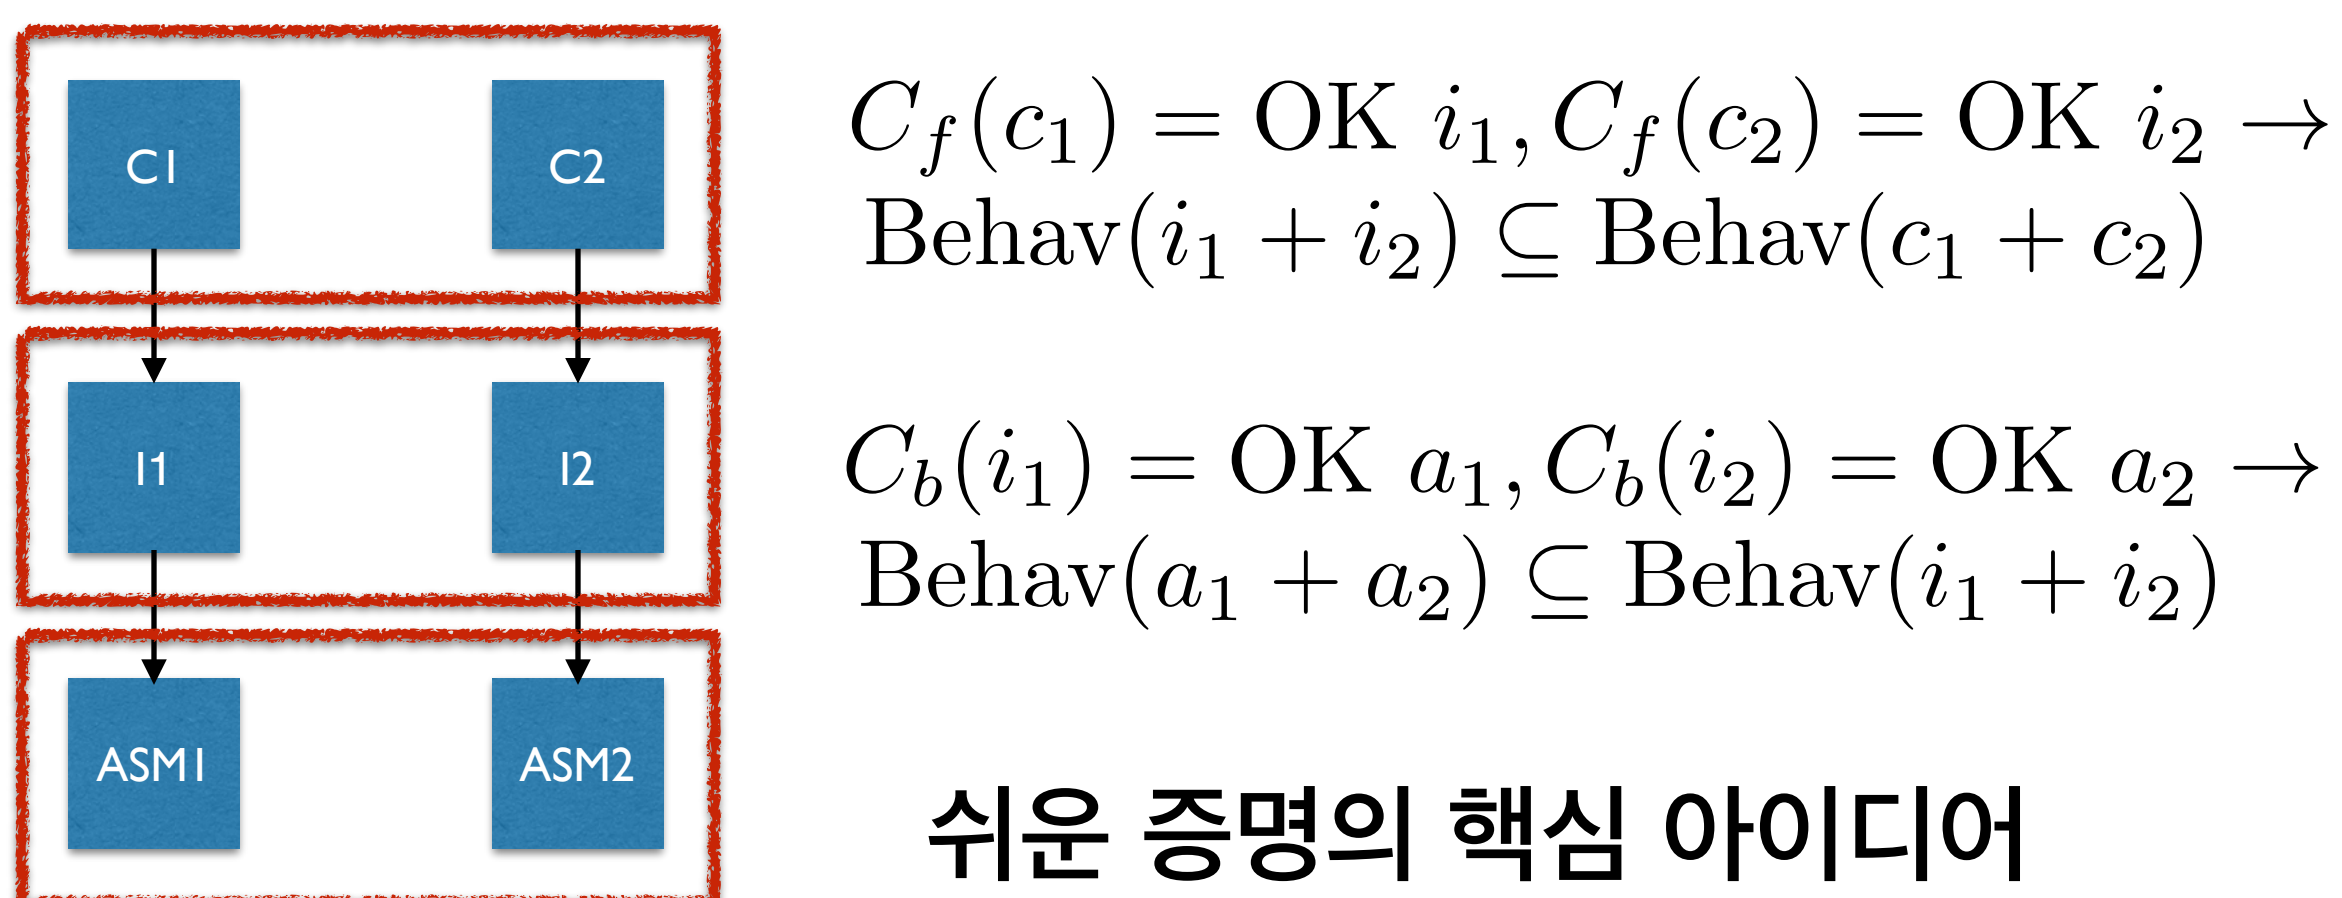 C1 C2
I1 I2
ASM1 ASM2
C_f(c_1) = OK i_1, C_f(c_2) = OK i_2 →
Behav(i_1 + i_2) ⊆ Behav(c_1 + c_2)
C_b(i_1) = OK a_1, C_b(i_2) = OK a_2 →
Behav(a_1 + a_2) ⊆ Behav(i_1 + i_2)
쉬운 증명의 핵심 아이디어